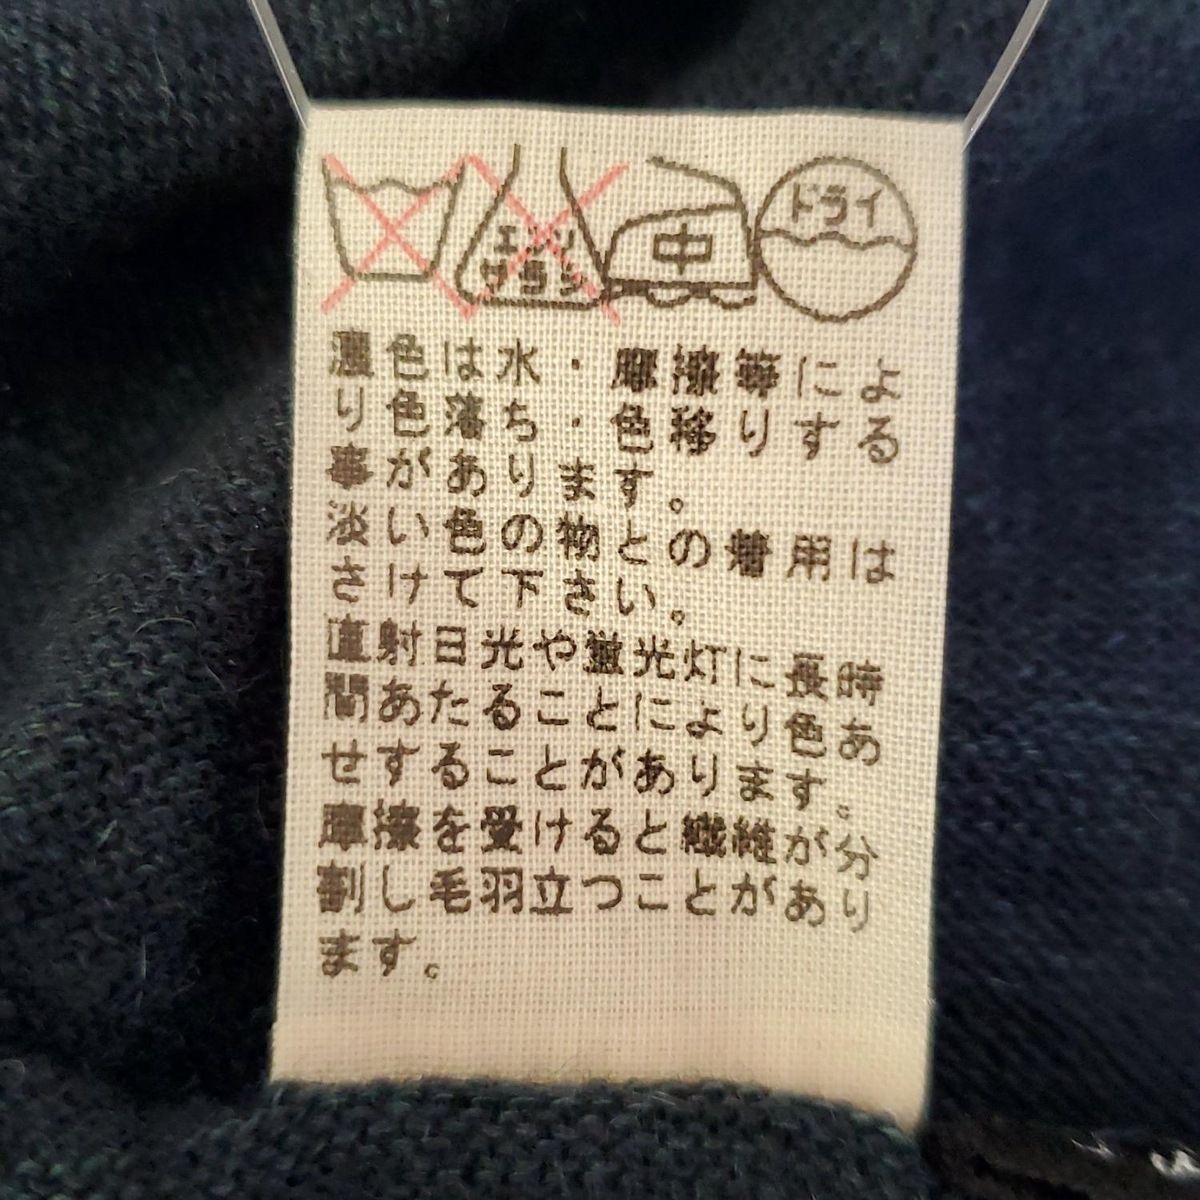 エンソ
サラシ
中
ドライ
濃色は水・摩擦等によ
り色落ち・色移りする
事があります。
淡い色の物との着用は
さけて下さい。
直射日光や蛍光灯に長時
間あたることにより色あ
せすることがあります。
摩擦を受けると繊維が分
割し毛羽立つことがあり
ます。